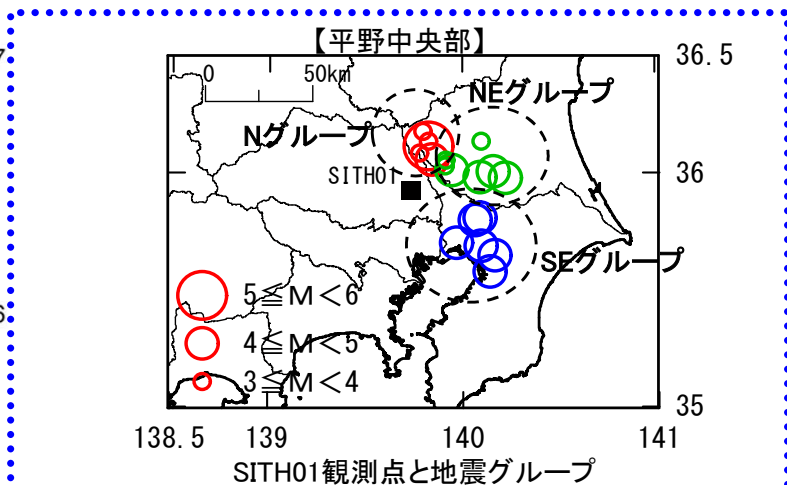 【平野中央部】
7
36.5
0 50km
NEグループ
Nグループ
SITH01
36
SEグループ
5≦M<6
6
4≦M<5
3≦M<4
35
138.5 139 140 141
SITH01観測点と地震グループ